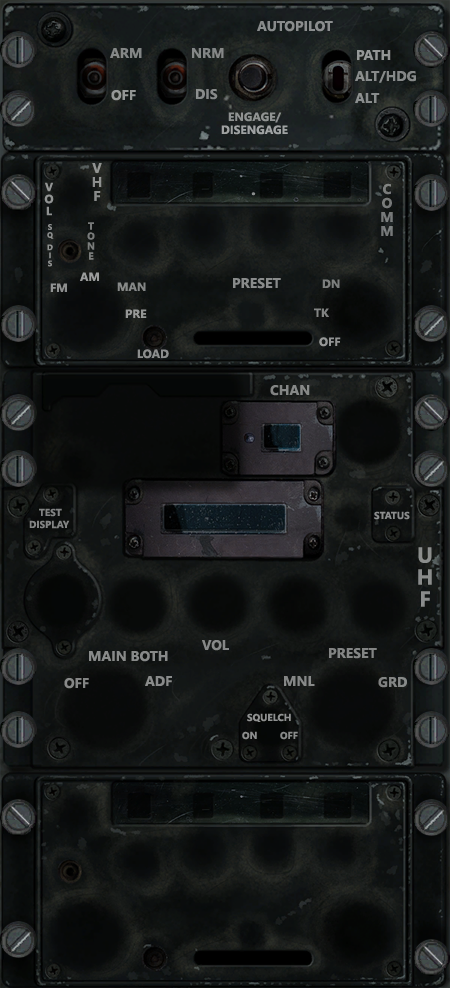 AUTOPILOT
ARM
NRM
PATH
ALT/HDG
OFF
DIS
ALT
ENGAGE/
DISENGAGE
VHF
VOL
COMM
SQ DIS
TONE
AM
FM
MAN
PRESET
DN
PRE
TK
LOAD
OFF
CHAN
TEST
DISPLAY
STATUS
UHF
VOL
MAIN BOTH
PRESET
OFF
ADF
MNL
GRD
SQUELCH
ON OFF